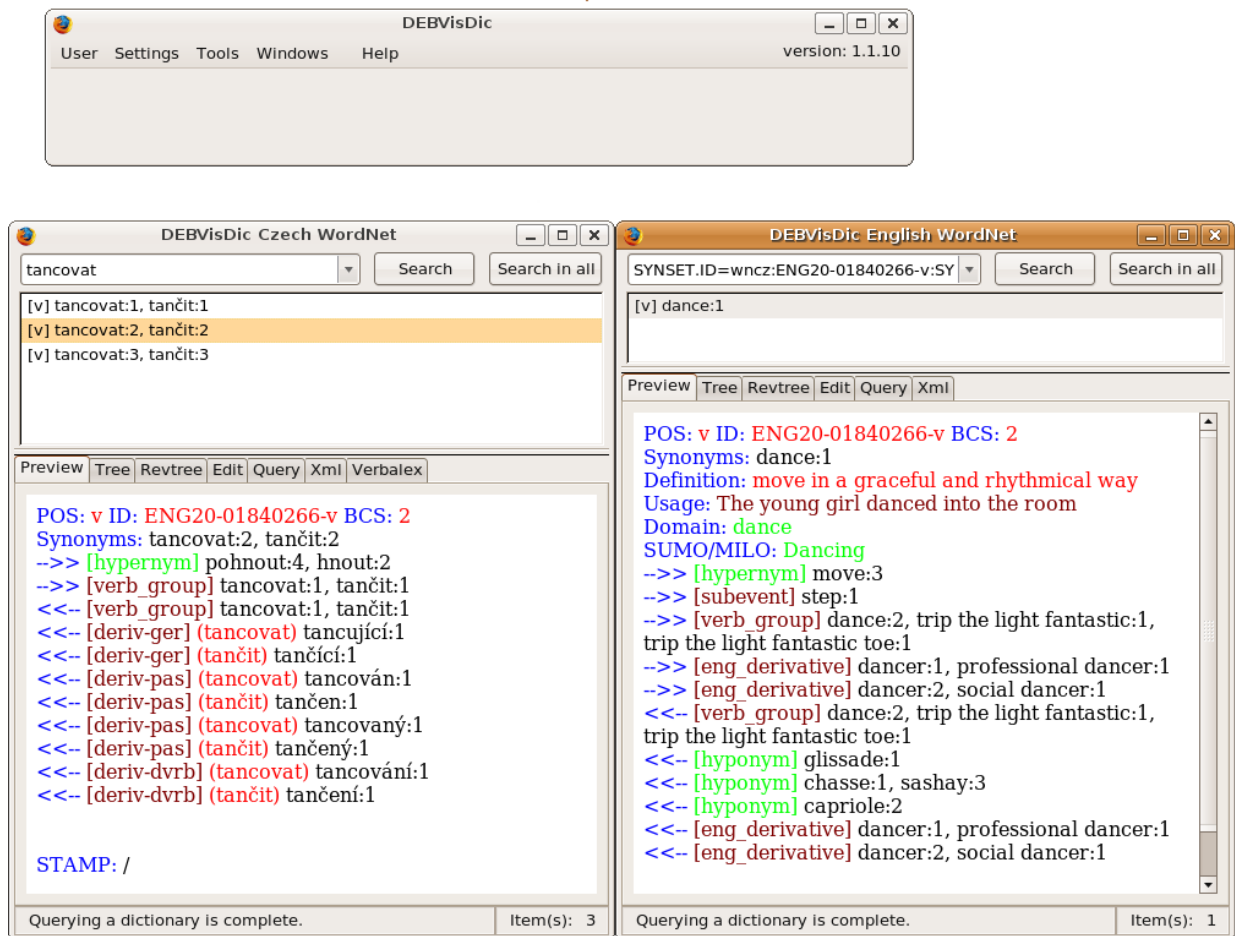 DEBVisDic
User Settings Tools Windows Help version: 1.1.10
DEBVisDic Czech WordNet
tancovat Search Search in all
[v] tancovat:1, tančit:1
[v] tancovat:2, tančit:2
[v] tancovat:3, tančit:3
Preview Tree Revtree Edit Query Xml Verbalex
POS: v ID: ENG20-01840266-v BCS: 2
Synonyms: tancovat:2, tančit:2
-->> [hypernym] pohnout:4, hnout:2
-->> [verb_group] tancovat:1, tančit:1
<<-- [verb_group] tancovat:1, tančit:1
<<-- [deriv-ger] (tancovat) tancující:1
<<-- [deriv-ger] (tančit) tančící:1
<<-- [deriv-pas] (tancovat) tancován:1
<<-- [deriv-pas] (tančit) tančen:1
<<-- [deriv-pas] (tancovat) tancovaný:1
<<-- [deriv-pas] (tančit) tančený:1
<<-- [deriv-dvrb] (tancovat) tancování:1
<<-- [deriv-dvrb] (tančit) tančení:1
STAMP: /
Querying a dictionary is complete. Item(s): 3
DEBVisDic English WordNet
SYNSET.ID=wncz:ENG20-01840266-v:SY Search Search in all
[v] dance:1
Preview Tree Revtree Edit Query Xml
POS: v ID: ENG20-01840266-v BCS: 2
Synonyms: dance:1
Definition: move in a graceful and rhythmical way
Usage: The young girl danced into the room
Domain: dance
SUMO/MILO: Dancing
-->> [hypernym] move:3
-->> [subevent] step:1
-->> [verb_group] dance:2, trip the light fantastic:1,
trip the light fantastic toe:1
-->> [eng_derivative] dancer:1, professional dancer:1
-->> [eng_derivative] dancer:2, social dancer:1
<<-- [verb_group] dance:2, trip the light fantastic:1,
trip the light fantastic toe:1
<<-- [hyponym] glissade:1
<<-- [hyponym] chasse:1, sashay:3
<<-- [hyponym] capriole:2
<<-- [eng_derivative] dancer:1, professional dancer:1
<<-- [eng_derivative] dancer:2, social dancer:1
Querying a dictionary is complete. Item(s): 1